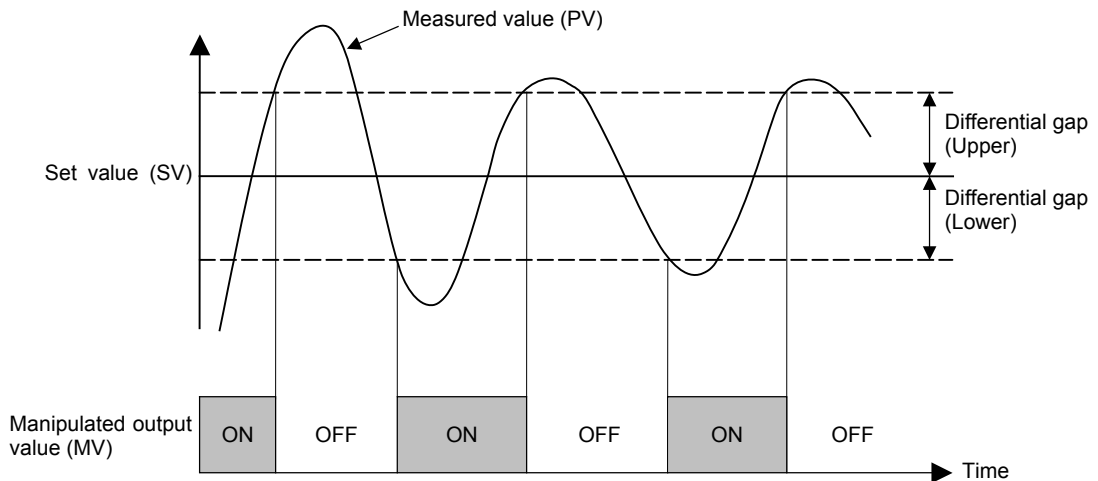 Measured value (PV)
Set value (SV)
Differential gap
(Upper)
Differential gap
(Lower)
Manipulated output
value (MV)
ON
OFF
ON
OFF
ON
OFF
Time